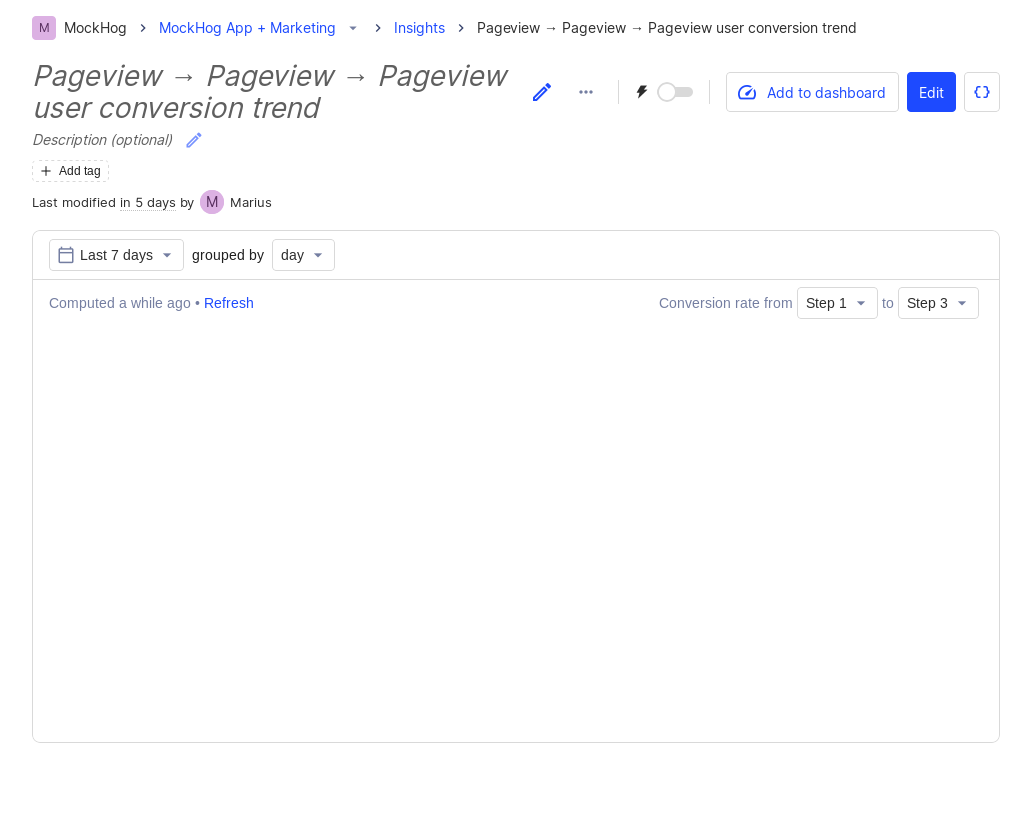 M MockHog MockHog App + Marketing Insights Pageview → Pageview → Pageview user conversion trend
Pageview → Pageview → Pageview
user conversion trend
Add to dashboard Edit
Description (optional)
Add tag
Last modified in 5 days by M Marius
Last 7 days grouped by day
Computed a while ago • Refresh Conversion rate from Step 1 to Step 3